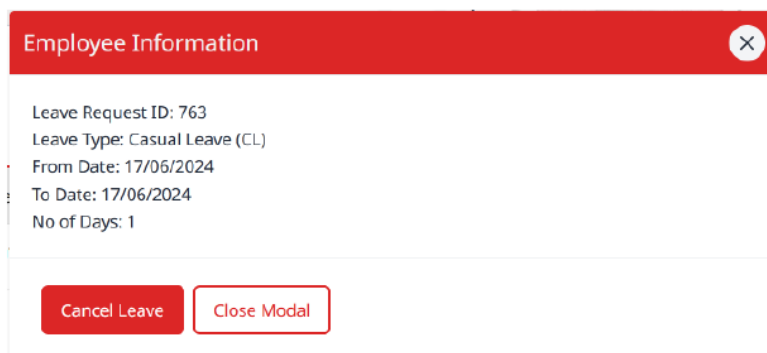 Employee Information
Leave Request ID: 763
Leave Type: Casual Leave (CL)
From Date: 17/06/2024
To Date: 17/06/2024
No of Days: 1
Cancel Leave
Close Modal